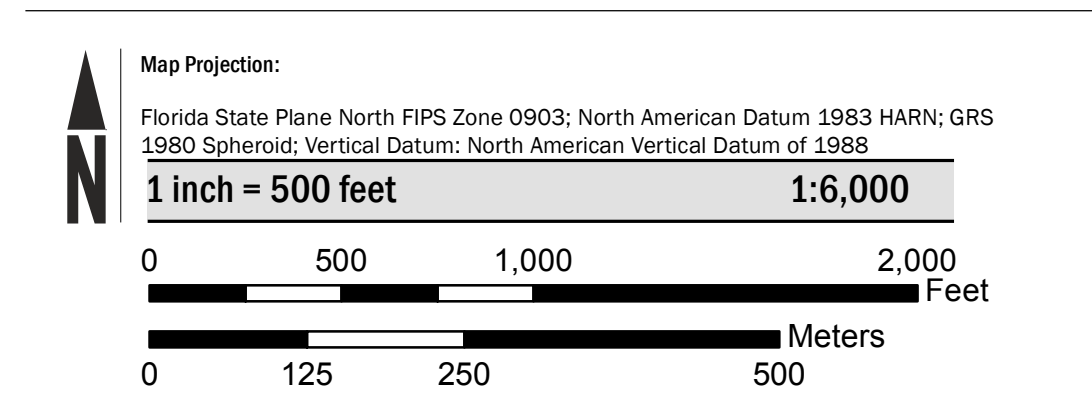 Map Projection:
Florida State Plane North FIPS Zone 0903; North American Datum 1983 HARN; GRS
1980 Spheroid; Vertical Datum: North American Vertical Datum of 1988
N
1 inch = 500 feet 1:6,000
0 500 1,000 2,000
Feet
Meters
0 125 250 500